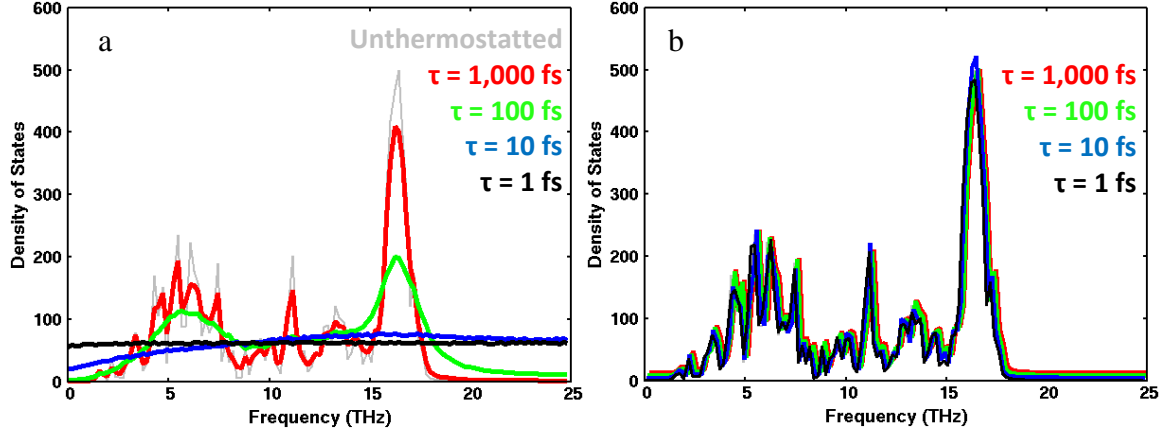 a
Unthermostatted
τ = 1,000 fs
τ = 100 fs
τ = 10 fs
τ = 1 fs
Density of States
600
500
400
300
200
100
0
0 5 10 15 20 25
Frequency (THz)
b
τ = 1,000 fs
τ = 100 fs
τ = 10 fs
τ = 1 fs
Density of States
600
500
400
300
200
100
0
0 5 10 15 20 25
Frequency (THz)